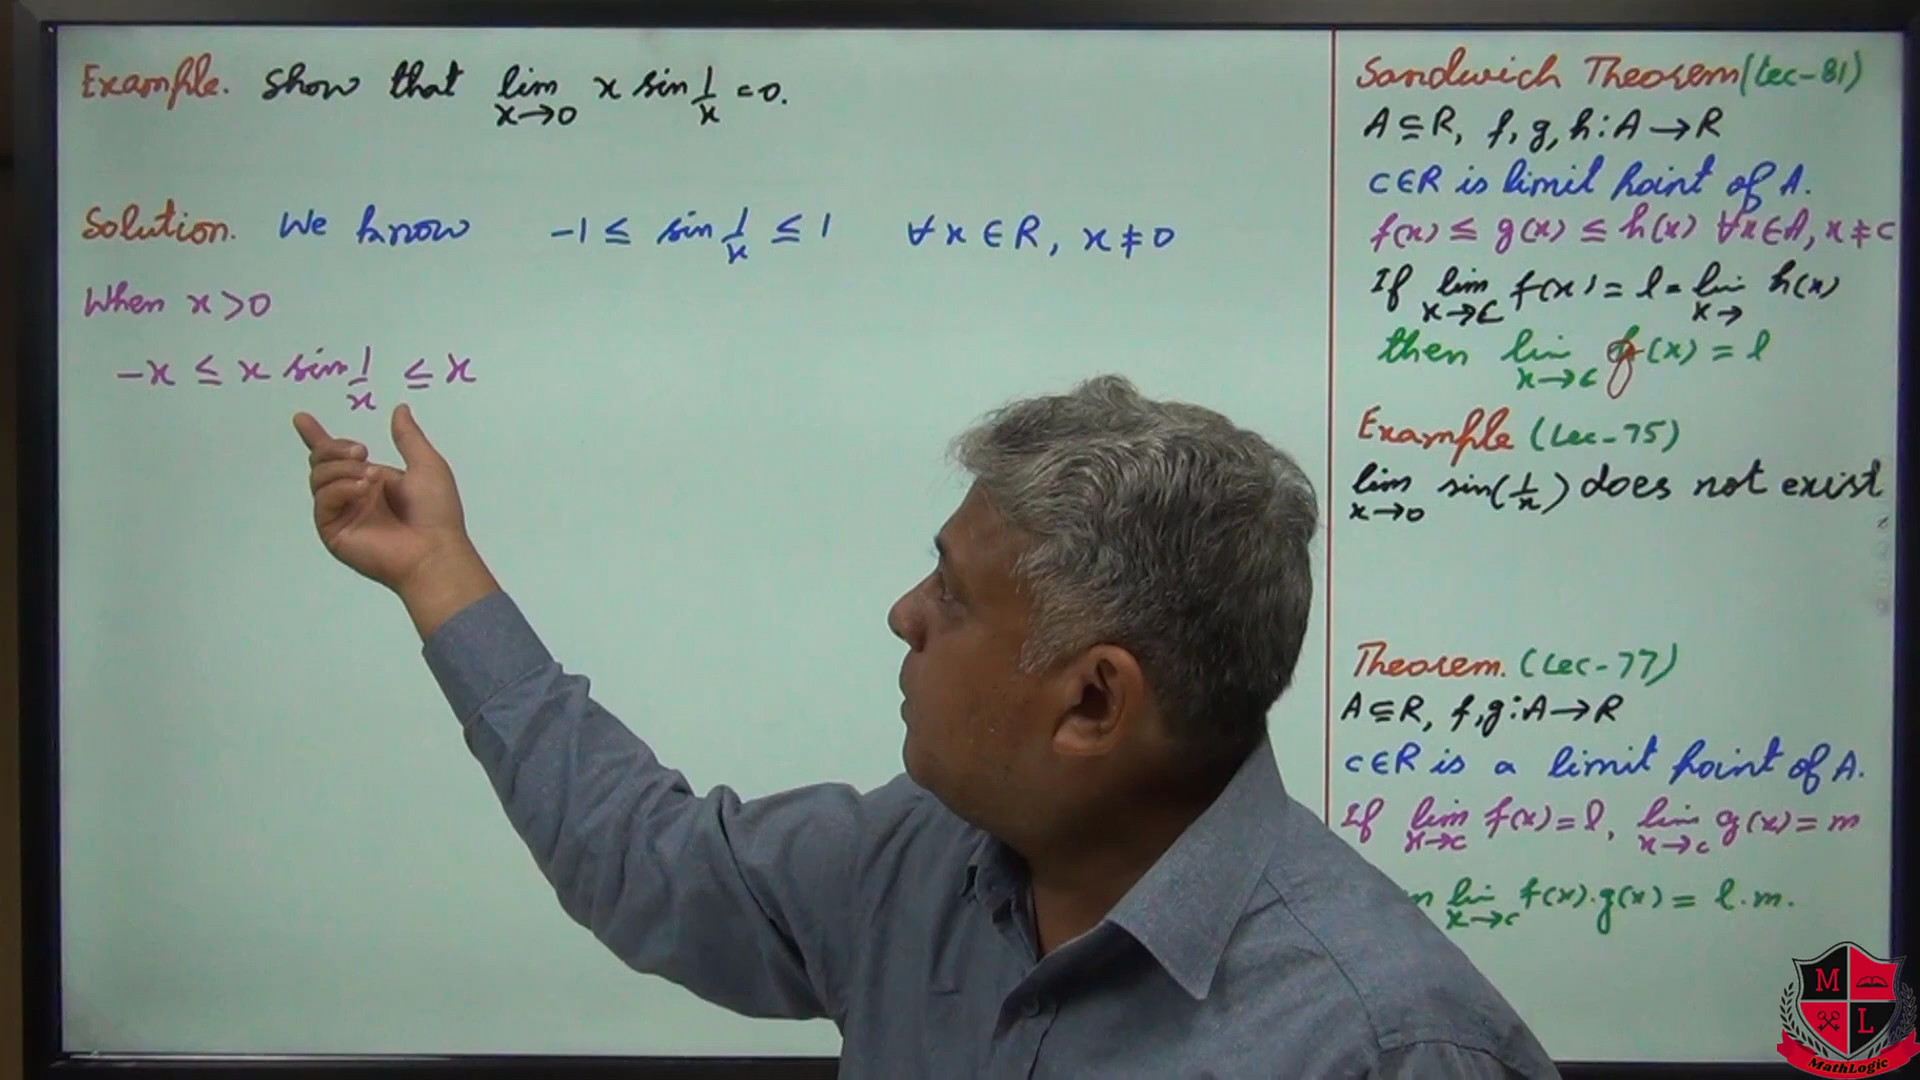 Example. Show that lim x→0 x sin 1/x = 0.
Solution. We know -1 ≤ sin 1/x ≤ 1 ∀ x ∈ R, x ≠ 0
When x > 0
-x ≤ x sin 1/x ≤ x
Sandwich Theorem (Lec-81)
A ⊆ R, f, g, h : A → R
c ∈ R is limit point of A.
f(x) ≤ g(x) ≤ h(x) ∀ x ∈ A, x ≠ c
If lim x→c f(x) = l = lim x→ h(x)
then lim x→c g(x) = l
Example (Lec-75)
lim x→0 sin(1/x) does not exist
Theorem. (Lec-77)
A ⊆ R, f, g : A → R
c ∈ R is a limit point of A.
If lim x→c f(x) = l, lim x→c g(x) = m
n lim x→c f(x).g(x) = l.m.
M L
MathLogic